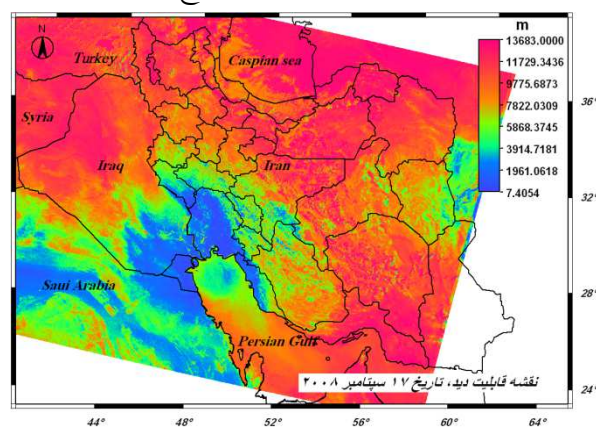 m
N
13683.0000
11729.3436
9775.6873
7822.0309
5868.3745
3914.7181
1961.0618
7.4054
Turkey
Caspian sea
Syria
Iraq
Iran
Saui Arabia
Persian Gulf
نقشه قابلیت دید، تاریخ ۱۷ سپتامبر ۲۰۰۸
36°
32°
28°
24°
44°
48°
52°
56°
60°
64°